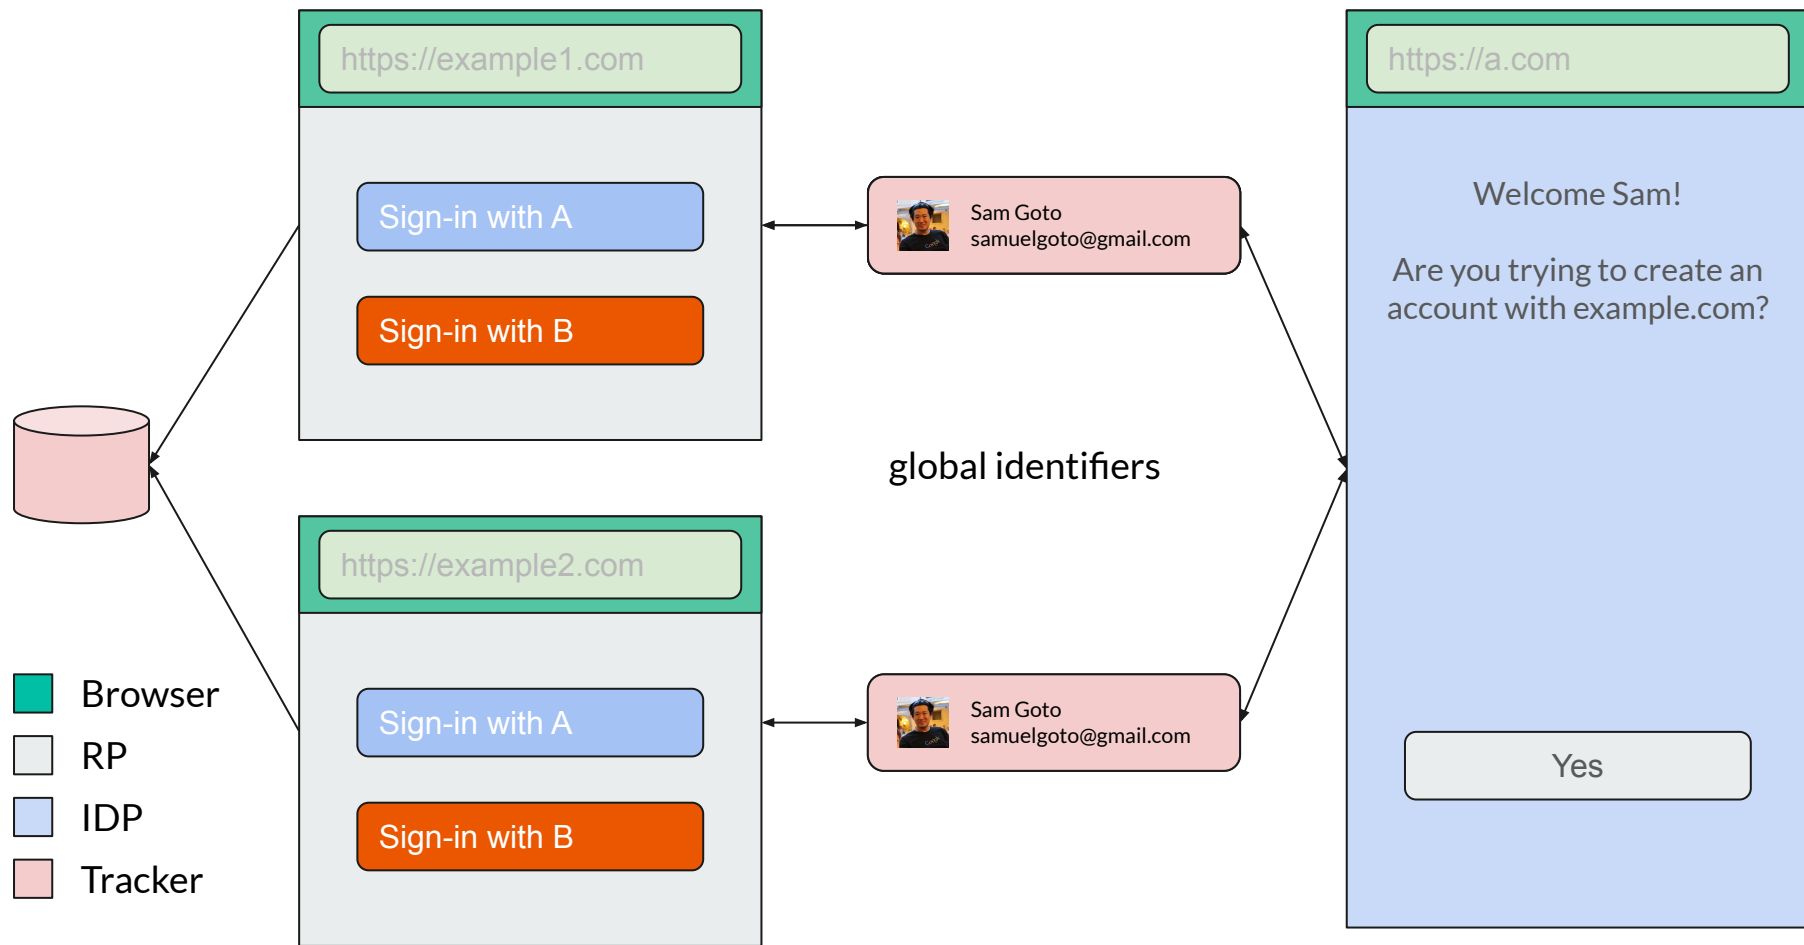 https://example1.com
Sign-in with A
Sign-in with B
Sam Goto
samuelgoto@gmail.com
https://a.com
Welcome Sam!
Are you trying to create an
account with example.com?
global identifiers
https://example2.com
Sign-in with A
Sign-in with B
Sam Goto
samuelgoto@gmail.com
Yes
Browser
RP
IDP
Tracker